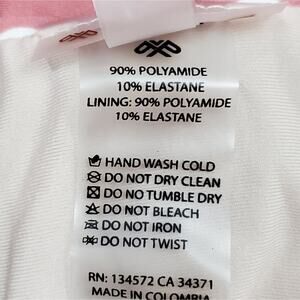 90% POLYAMIDE
10% ELASTANE
LINING: 90% POLYAMIDE
10% ELASTANE
HAND WASH COLD
DO NOT DRY CLEAN
DO NOT TUMBLE DRY
DO NOT BLEACH
DO NOT IRON
DO NOT TWIST
RN: 134572 CA 34371
MADE IN COLOMBIA